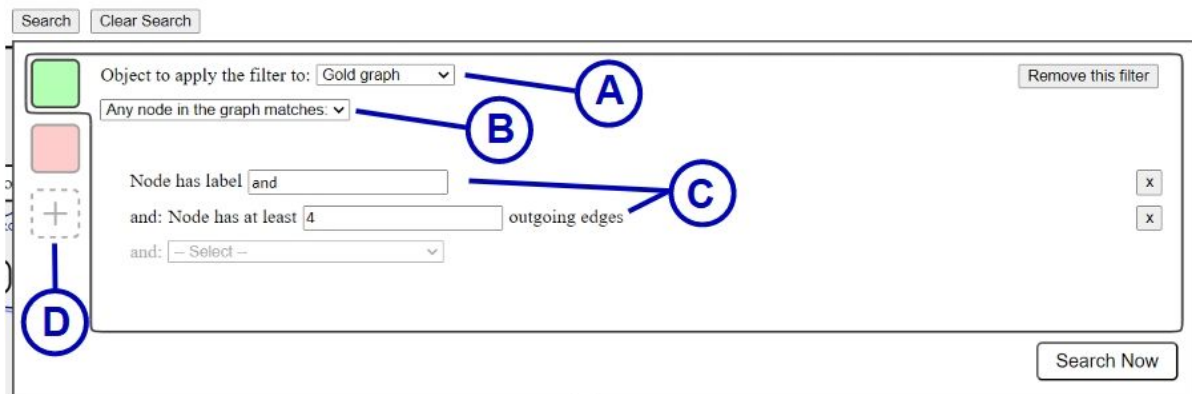 Search Clear Search
Object to apply the filter to: Gold graph Remove this filter
A
Any node in the graph matches:
B
Node has label and x
C
and: Node has at least 4 outgoing edges x
+
and: -- Select --
D
Search Now